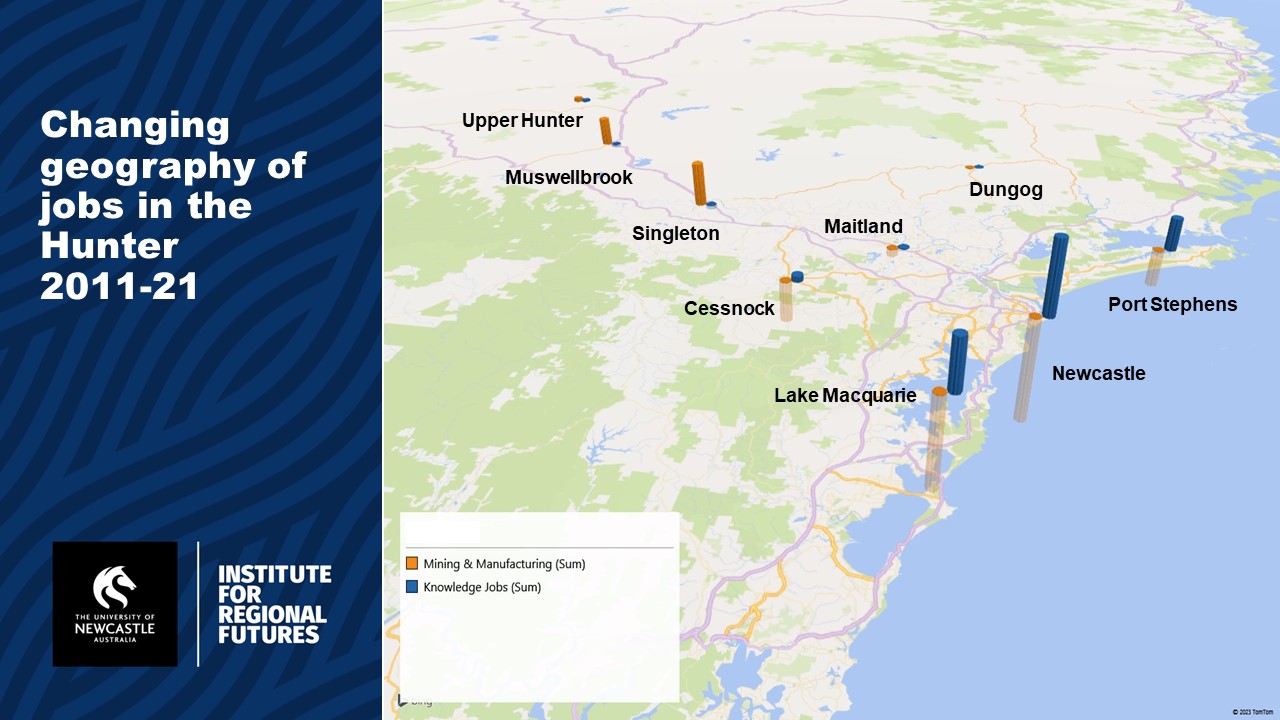 Changing
geography of
jobs in the
Hunter
2011-21
THE UNIVERSITY OF
NEWCASTLE
AUSTRALIA
INSTITUTE
FOR
REGIONAL
FUTURES
Upper Hunter
Muswellbrook
Singleton
Dungog
Maitland
Cessnock
Port Stephens
Newcastle
Lake Macquarie
Mining & Manufacturing (Sum)
Knowledge Jobs (Sum)
© 2023 TomTom